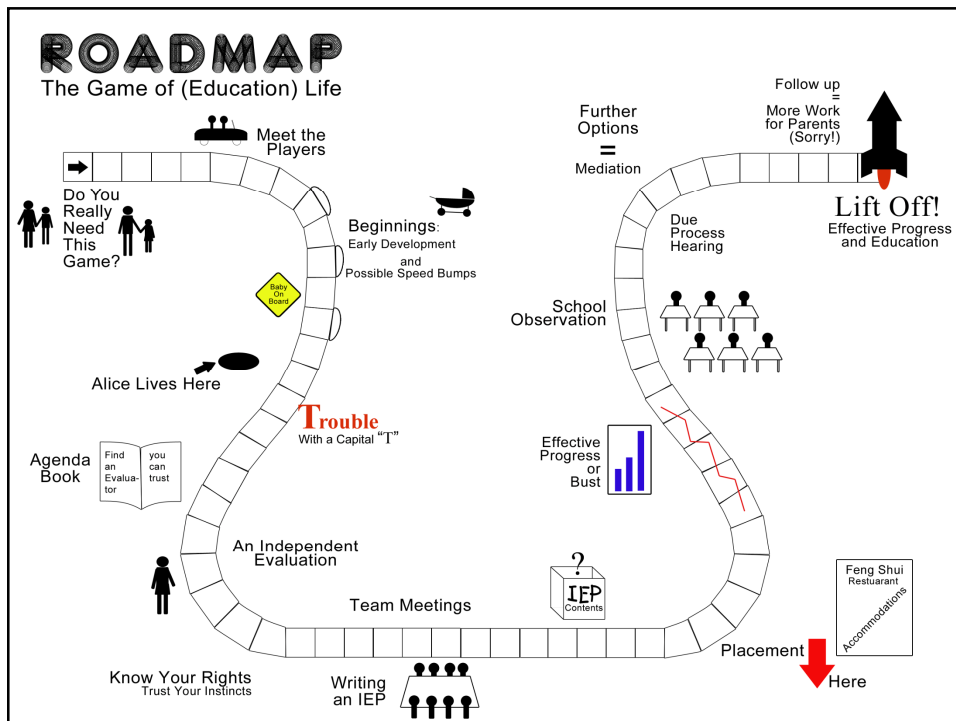 ROADMAP
The Game of (Education) Life
Meet the
Players
Do You
Really
Need
This
Game?
Beginnings:
Early Development
and
Possible Speed Bumps
Baby
On
Board
Alice Lives Here
Trouble
With a Capital "T"
Agenda
Book
Find
an
Evalua-
tor
you
can
trust
An Independent
Evaluation
Know Your Rights
Trust Your Instincts
Team Meetings
Writing
an IEP
?
IEP
Contents
Placement
Here
Feng Shui
Restuarant
Accommodations
Effective
Progress
or
Bust
School
Observation
Due
Process
Hearing
Further
Options
=
Mediation
Follow up
=
More Work
for Parents
(Sorry!)
Lift Off!
Effective Progress
and Education